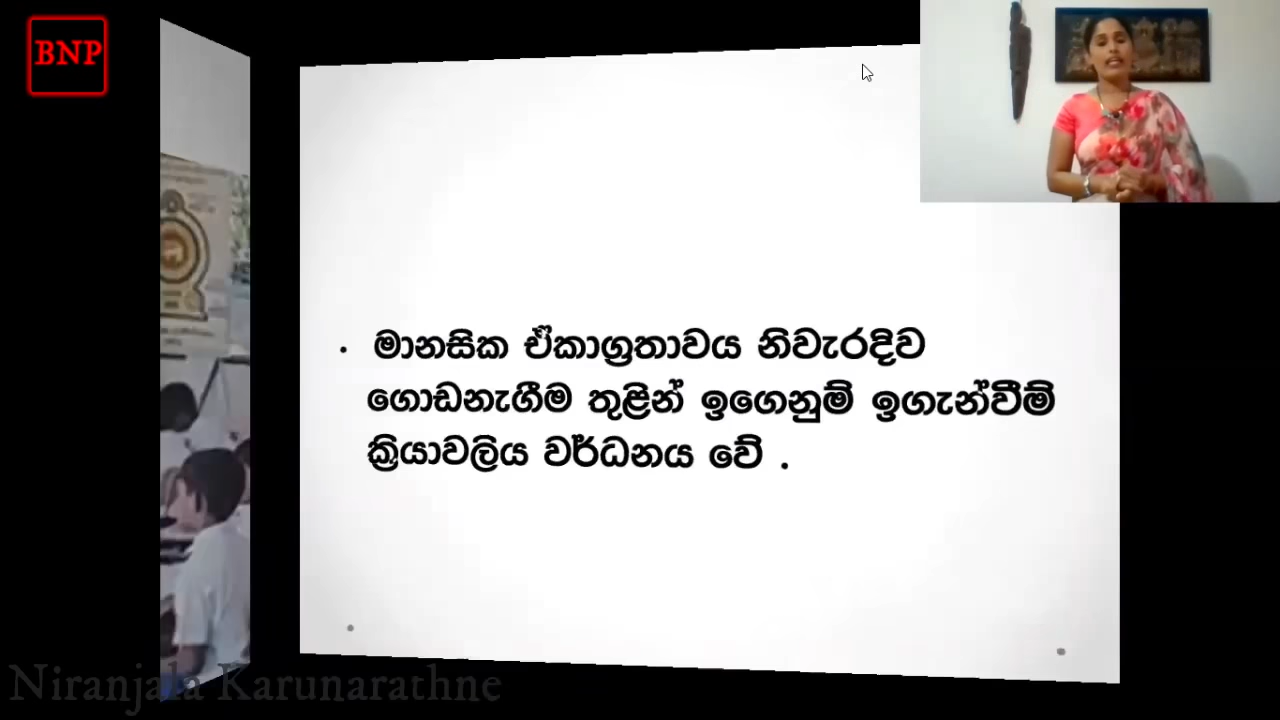 BNP
• මානසික ඒකාග්‍රතාවය නිවැරදිව
ගොඩනැගීම තුළින් ඉගෙනුම් ඉගැන්වීම්
ක්‍රියාවලිය වර්ධනය වේ .
Niranjala Karunarathne